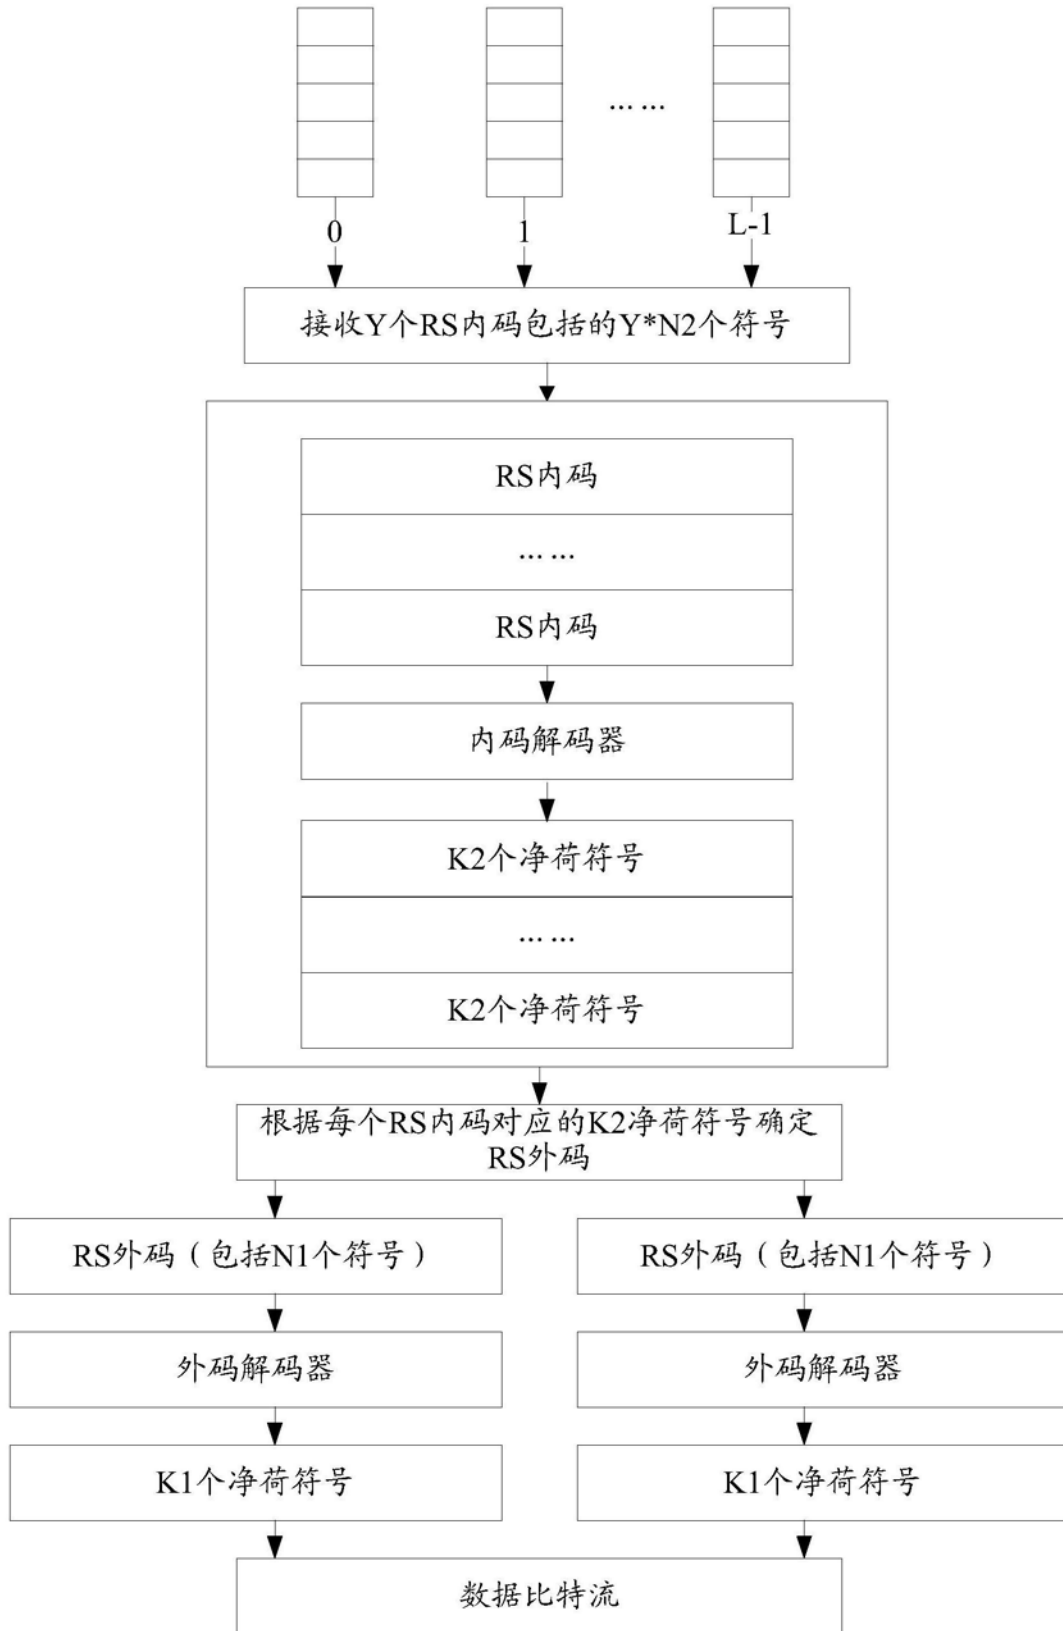 ... ...
0
1
L-1
接收Y个RS内码包括的Y*N2个符号
RS内码
... ...
RS内码
内码解码器
K2个净荷符号
... ...
K2个净荷符号
根据每个RS内码对应的K2净荷符号确定
RS外码
RS外码（包括N1个符号）
RS外码（包括N1个符号）
外码解码器
外码解码器
K1个净荷符号
K1个净荷符号
数据比特流